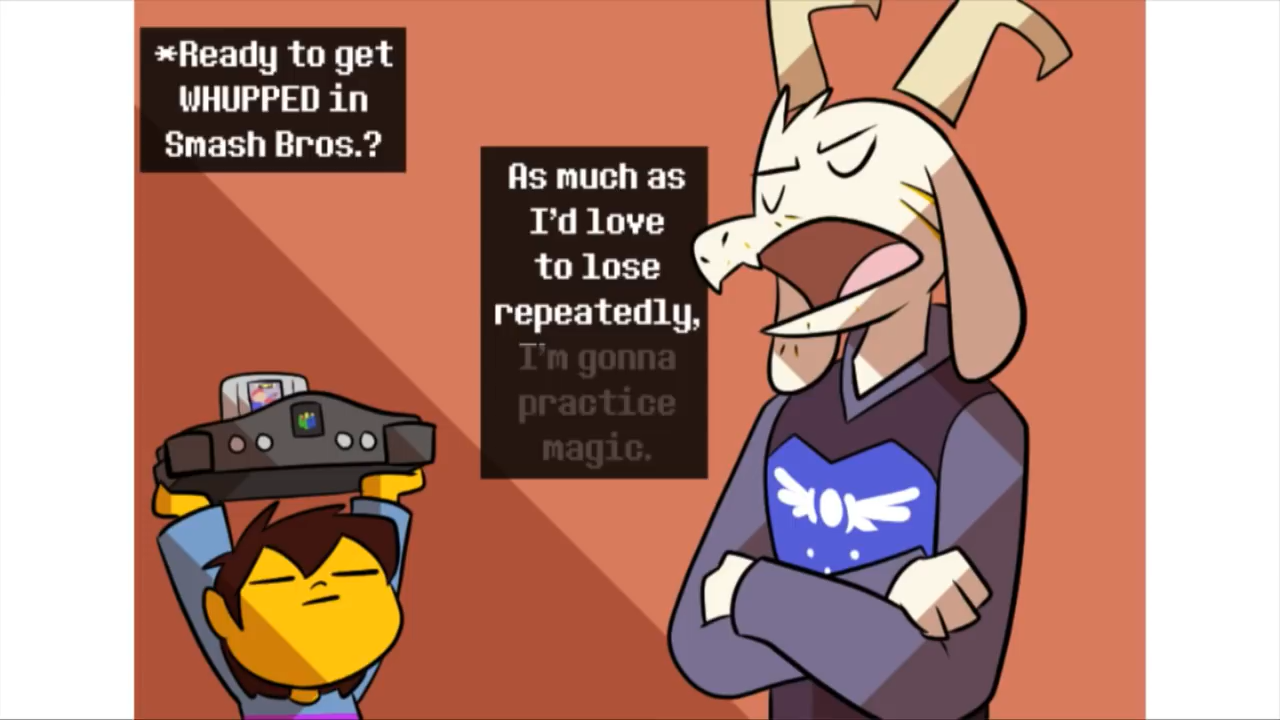 *Ready to get
WHUPPED in
Smash Bros.?
As much as
I'd love
to lose
repeatedly,
I'm gonna
practice
magic.